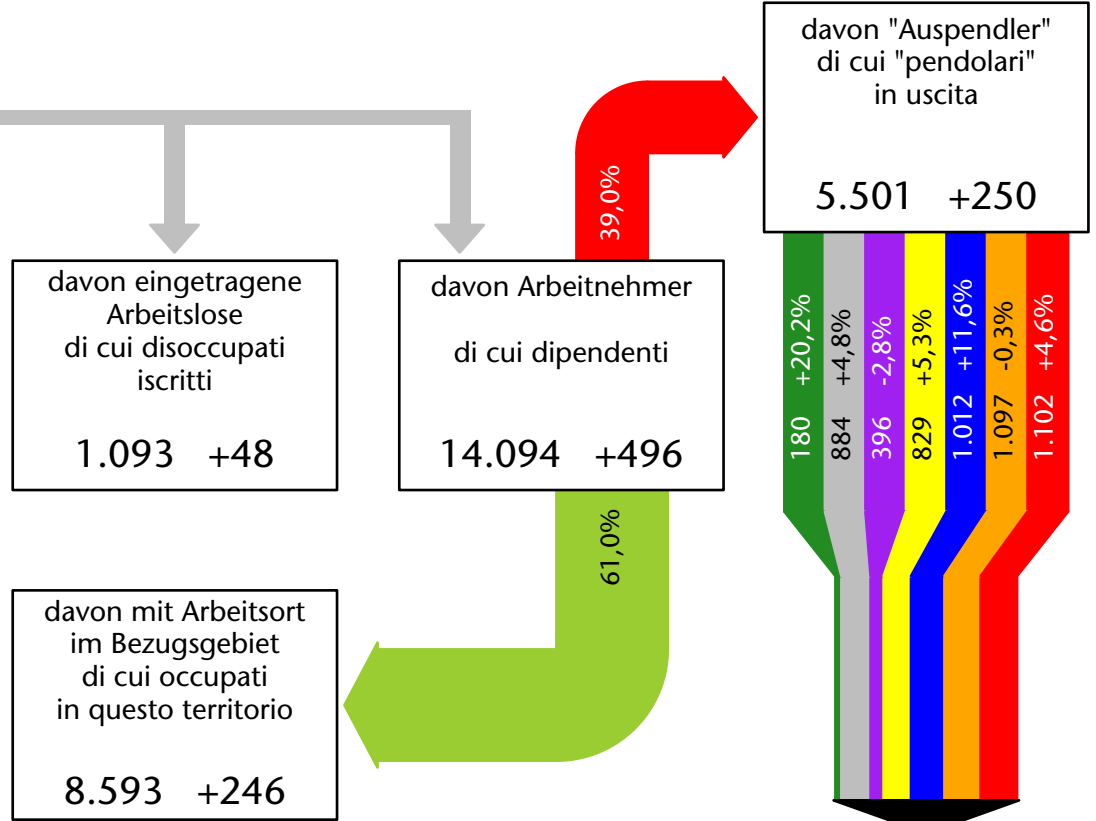 davon "Auspendler"
di cui "pendolari"
in uscita
5.501 +250
39,0%
davon eingetragene
Arbeitslose
di cui disoccupati
iscritti
1.093 +48
davon Arbeitnehmer
di cui dipendenti
14.094 +496
180 +20,2%
884 +4,8%
396 -2,8%
829 +5,3%
1.012 +11,6%
1.097 -0,3%
1.102 +4,6%
61,0%
davon mit Arbeitsort
im Bezugsgebiet
di cui occupati
in questo territorio
8.593 +246